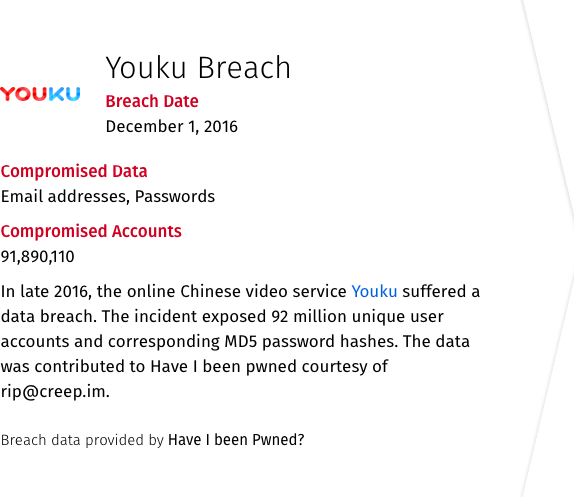 YOUKU
Youku Breach
Breach Date
December 1, 2016
Compromised Data
Email addresses, Passwords
Compromised Accounts
91,890,110
In late 2016, the online Chinese video service Youku suffered a
data breach. The incident exposed 92 million unique user
accounts and corresponding MD5 password hashes. The data
was contributed to Have I been pwned courtesy of
rip@creep.im.
Breach data provided by Have I been Pwned?